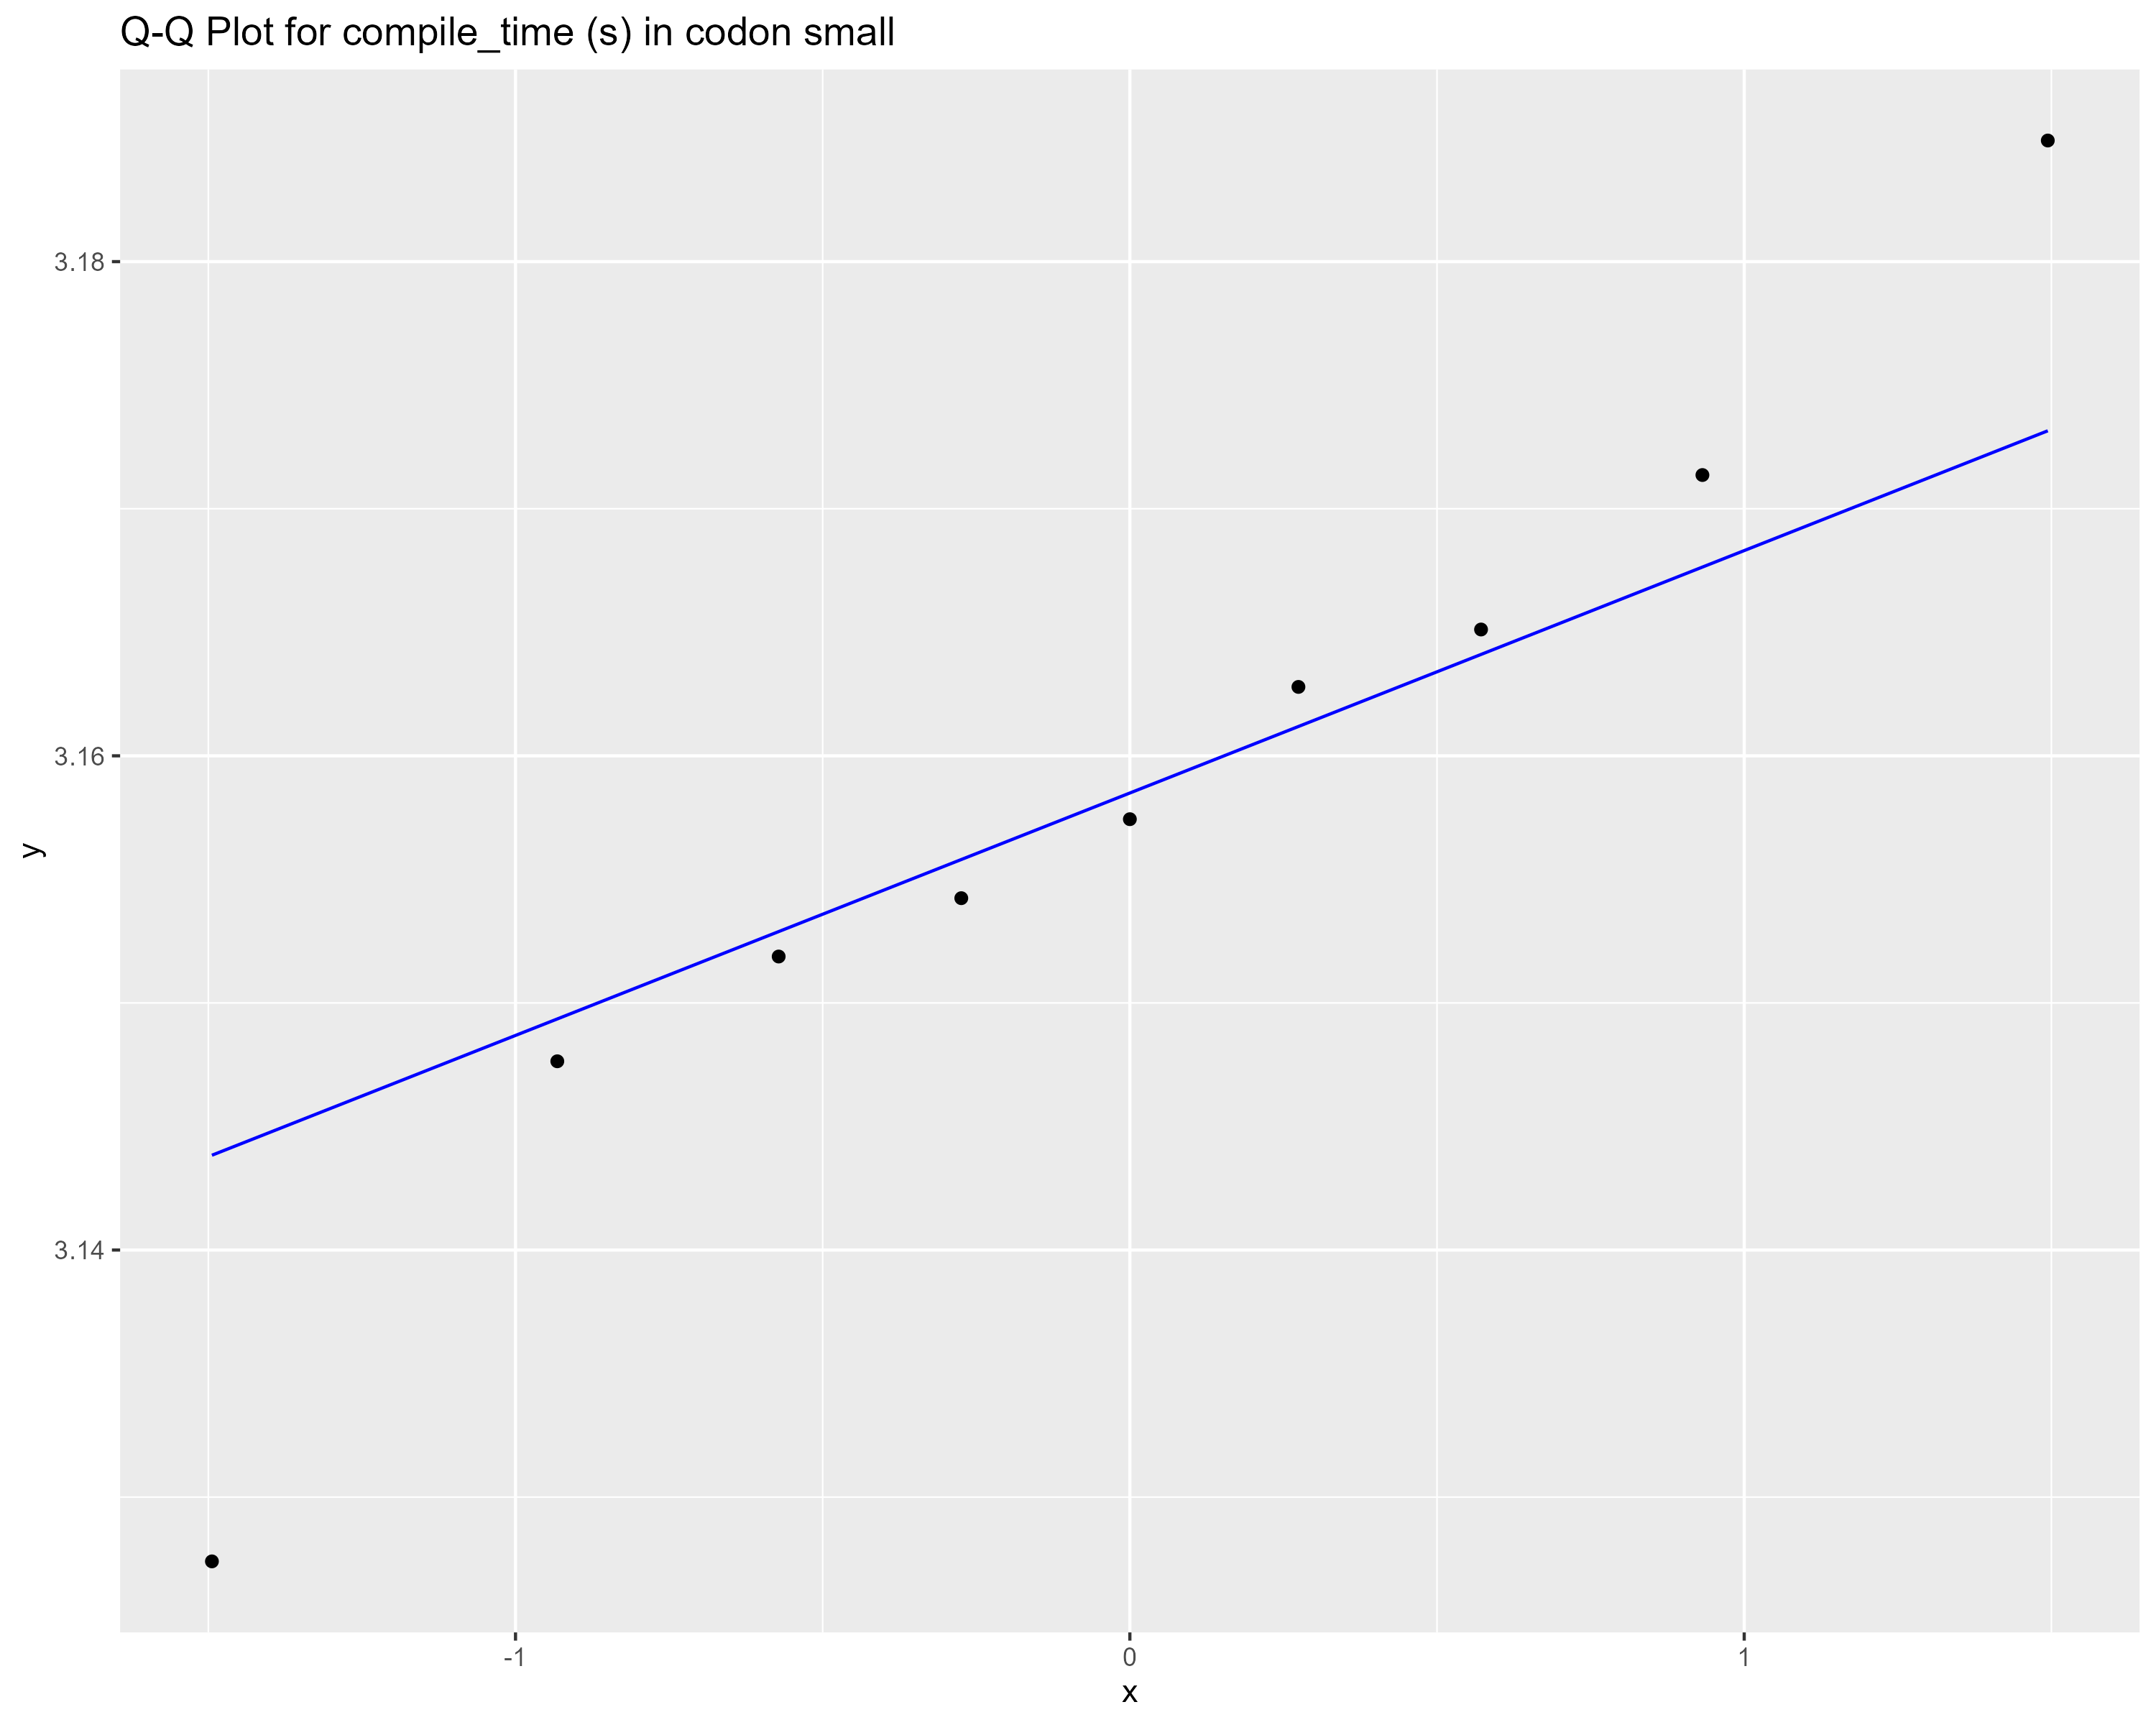 Q-Q Plot for compile_time (s) in codon small
3.18
3.16
y
3.14
-1 0 1
x